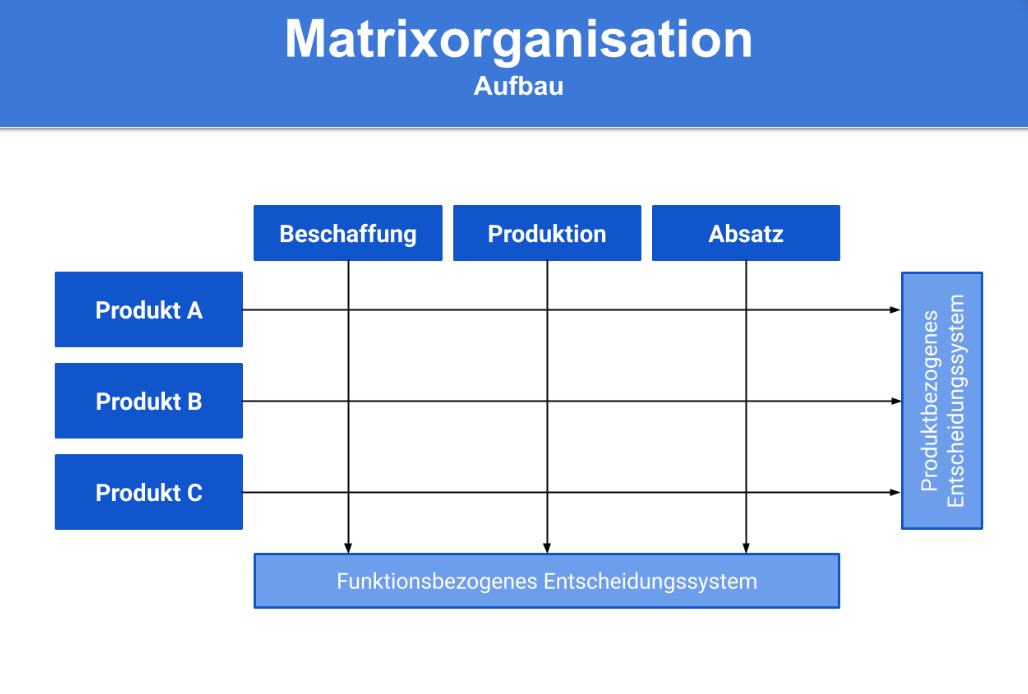 Matrixorganisation
Aufbau
Beschaffung
Produktion
Absatz
Produkt A
Produkt B
Produkt C
Produktbezogenes
Entscheidungssystem
Funktionsbezogenes Entscheidungssystem